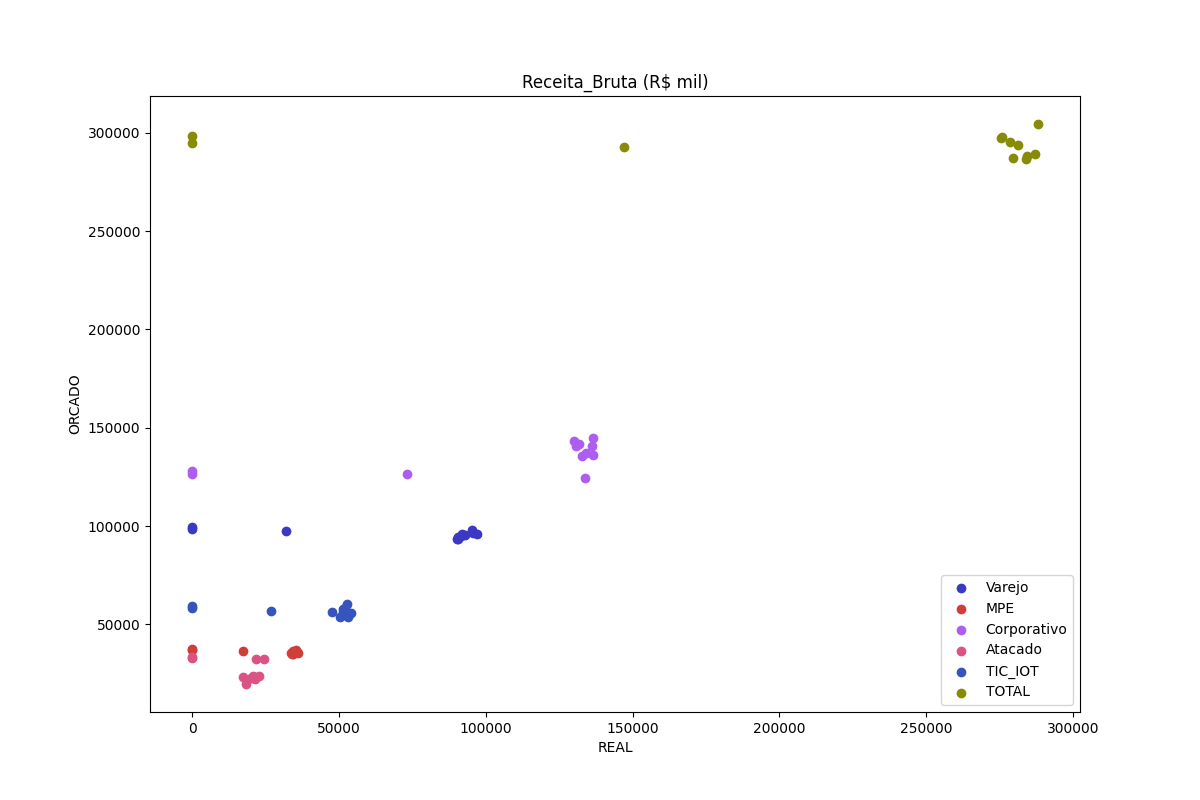 Receita_Bruta (R$ mil)
300000
250000
200000
150000
100000
50000
ORCADO
0
50000
100000
150000
200000
250000
300000
REAL
Varejo
MPE
Corporativo
Atacado
TIC_IOT
TOTAL